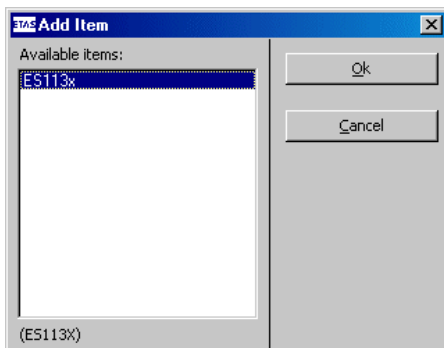 ETAS Add Item
Available items:
ES113x
Ok
Cancel
(ES113X)